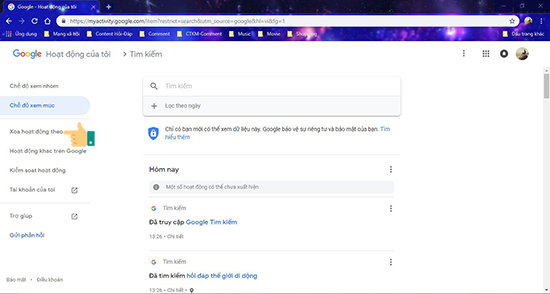 Google - Hoạt động của tôi
https://myactivity.google.com/item?restrict=search&utm_source=google&hl=vi&tfg=1
Ứng dụng Mạng xã hội Content Hỏi-Đáp Comment CTXM-Comment Music Movie Shopping Dấu trang khác
Google Hoạt động của tôi > Tìm kiếm
Chế độ xem nhóm
Chế độ xem mục
Xóa hoạt động theo
Hoạt động khác trên Google
Kiểm soát hoạt động
Tài khoản của tôi
Trợ giúp
Gửi phản hồi
Bảo mật • Điều khoản
Tìm kiếm
+ Lọc theo ngày
Chỉ có bạn mới có thể xem dữ liệu này. Google bảo vệ sự riêng tư và bảo mật của bạn. Tìm
hiểu thêm
Hôm nay
Một số hoạt động có thể chưa xuất hiện
G Tìm kiếm
Đã truy cập Google Tìm kiếm
13:26 • Chi tiết
G Tìm kiếm
Đã tìm kiếm hỏi đáp thế giới di động
13:26 • Chi tiết •